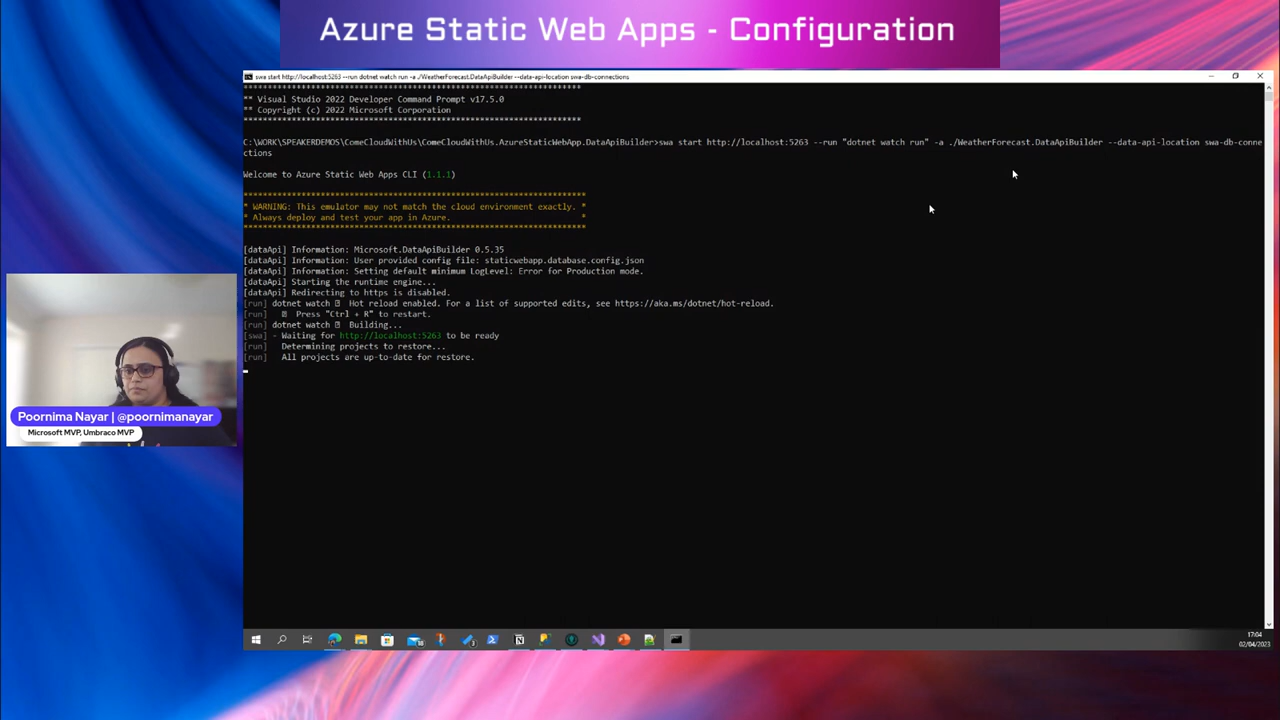 Azure Static Web Apps - Configuration
swa start http://localhost:5263 --run dotnet watch run -a ./WeatherForecast.DataApiBuilder --data-api-location swa-db-connections
**********************************************************************
** Visual Studio 2022 Developer Command Prompt v17.5.0
** Copyright (c) 2022 Microsoft Corporation
**********************************************************************
C:\WORK\SPEAKERDEMOS\ComeCloudWithUs\ComeCloudWithUs.AzureStaticWebApp.DataApiBuilder>swa start http://localhost:5263 --run "dotnet watch run" -a ./WeatherForecast.DataApiBuilder --data-api-location swa-db-conne
ctions
Welcome to Azure Static Web Apps CLI (1.1.1)
***********************************************************************
* WARNING: This emulator may not match the cloud environment exactly. *
* Always deploy and test your app in Azure. *
***********************************************************************
[dataApi] Information: Microsoft.DataApiBuilder 0.5.35
[dataApi] Information: User provided config file: staticwebapp.database.config.json
[dataApi] Information: Setting default minimum LogLevel: Error for Production mode.
[dataApi] Starting the runtime engine...
[dataApi] Redirecting to https is disabled.
[run] dotnet watch Hot reload enabled. For a list of supported edits, see https://aka.ms/dotnet/hot-reload.
[run] Press "Ctrl + R" to restart.
[run] dotnet watch Building...
[swa] - Waiting for http://localhost:5263 to be ready
[run] Determining projects to restore...
[run] All projects are up-to-date for restore.
Poornima Nayar | @poornimanayar
Microsoft MVP, Umbraco MVP
17:04
02/04/2023